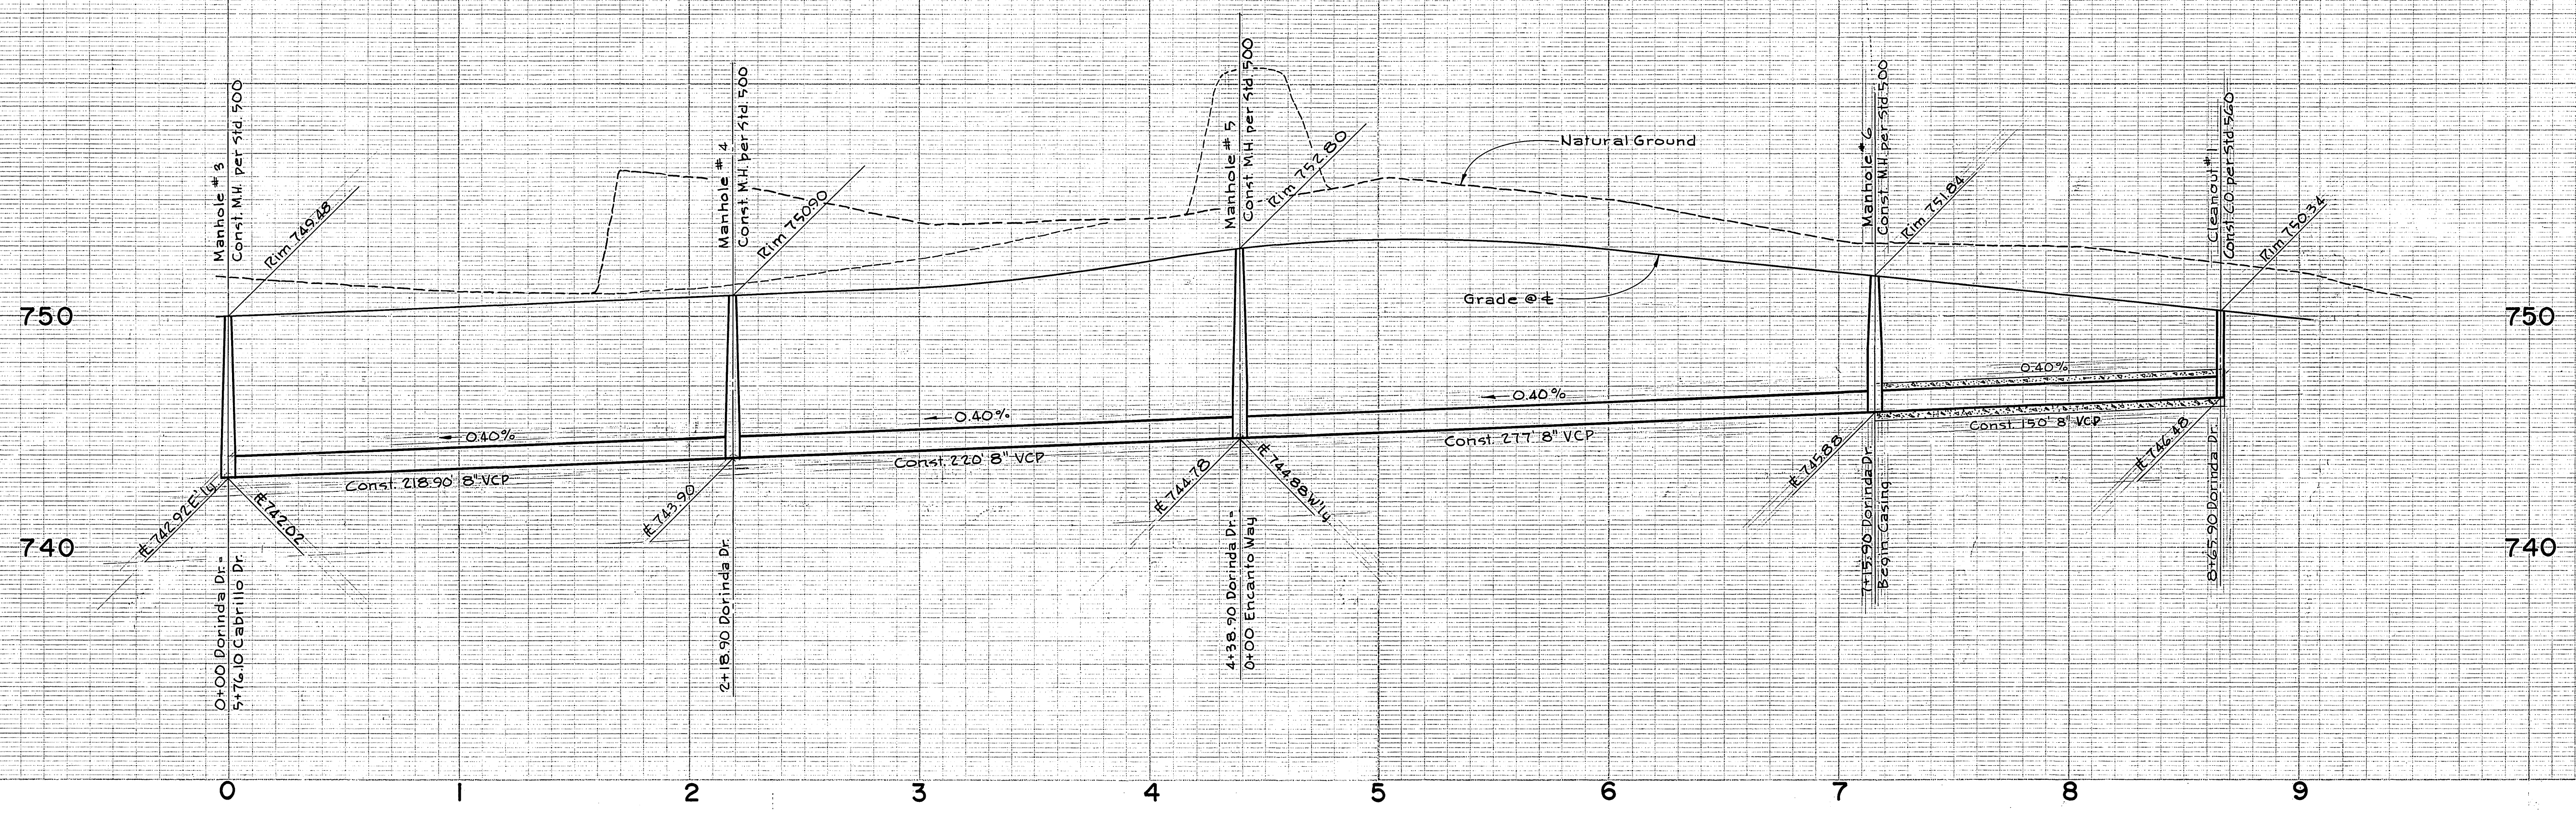 Manhole # 3
Const. M.H. per Std. 500
Rim 749.48
Manhole # 4
Const. M.H. per Std 500
Rim 750.90
Manhole # 5
Const. M.H. per Std. 500
Rim 752.80
Natural Ground
Manhole # 6
Const. M.H. per Std 500
Rim 751.84
Cleanout #1
Const C.O. per Std. 560
Rim 750.34
Grade @ ℄
750
750
0.40%
0.40%
0.40%
0.40%
Const. 218.90' 8" VCP
Const. 220' 8" VCP
Const. 277' 8" VCP
Const 150' 8" VCP
742.92 E'ly
742.02
743.90
744.78
744.88 W'ly
745.88
746.48
740
740
0+00 Dorinda Dr. =
5+76.10 Cabrillo Dr.
2+18.90 Dorinda Dr.
4+38.90 Dorinda Dr. =
0+00 Encanto Way
7+15.90 Dorinda Dr.
Begin Casing
8+65.90 Dorinda Dr.
0 1 2 3 4 5 6 7 8 9